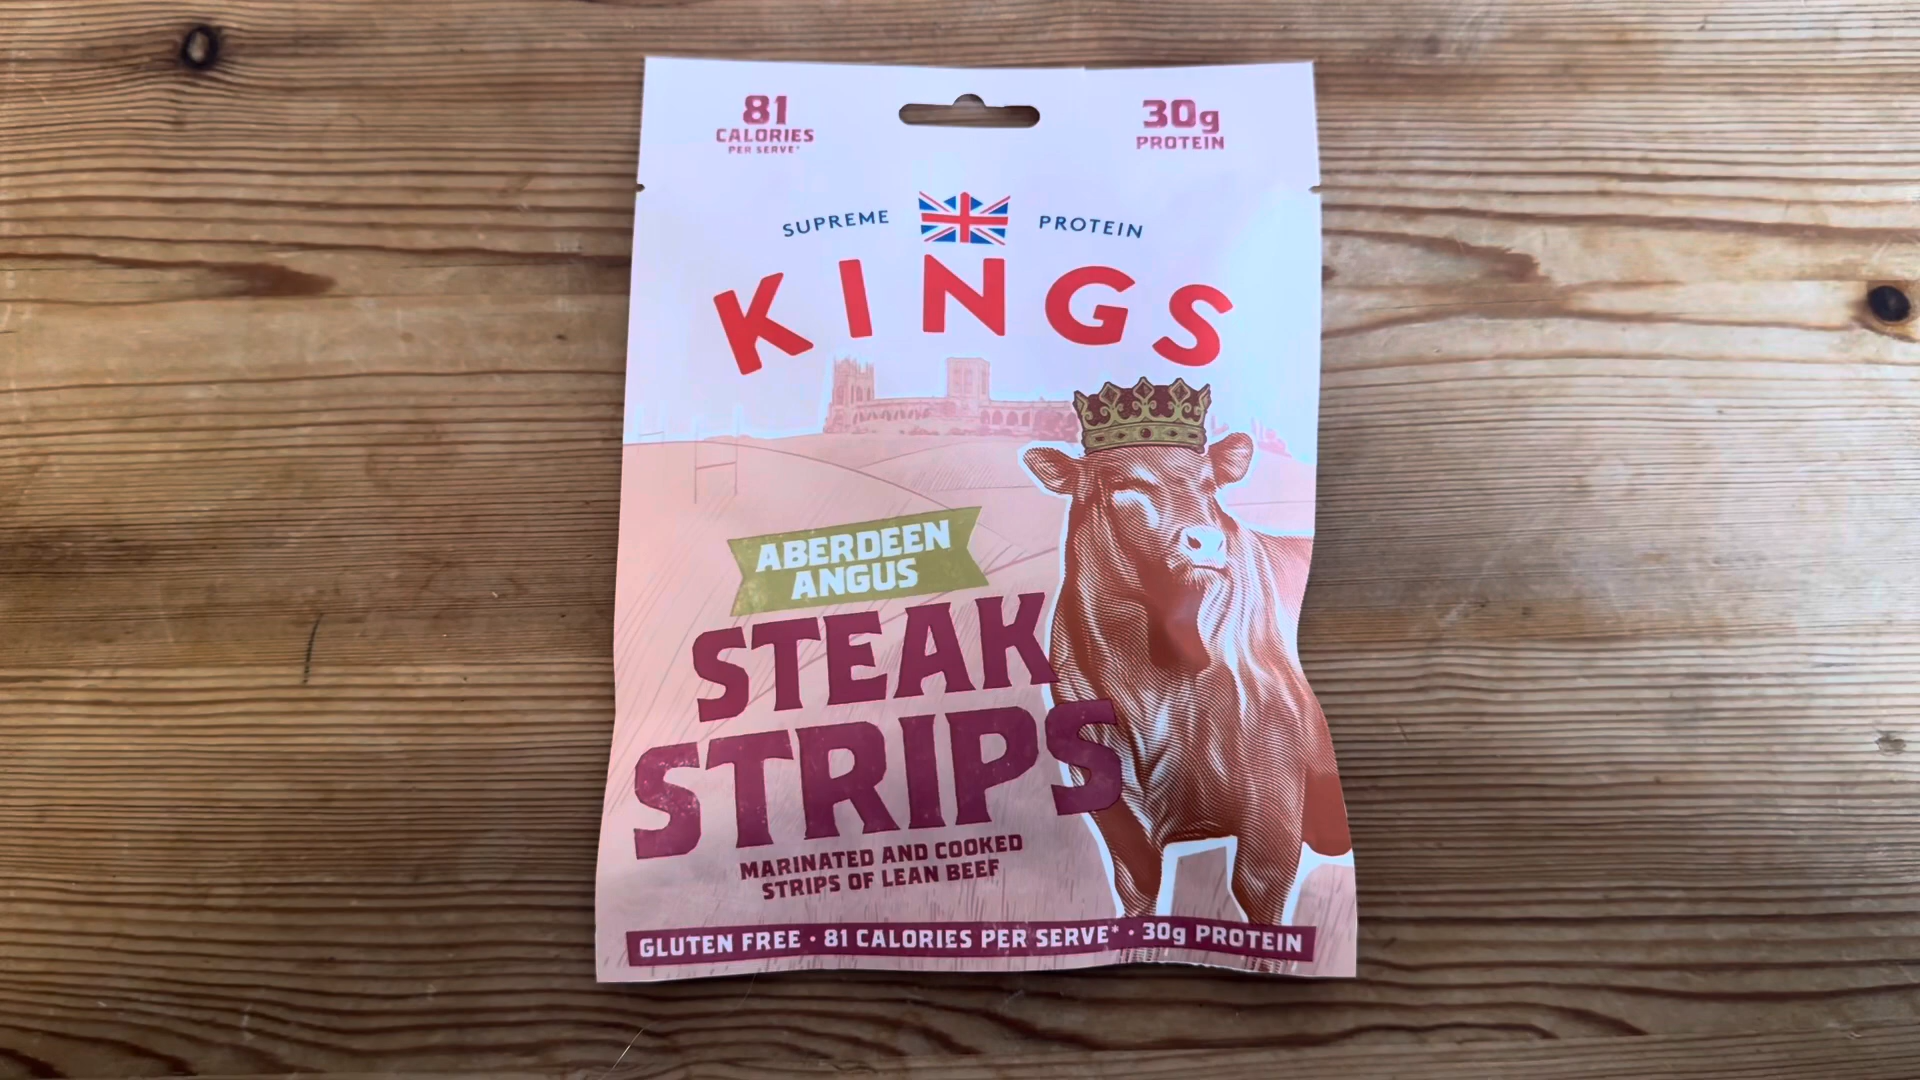 81
CALORIES
PER SERVE*
30g
PROTEIN
SUPREME PROTEIN
KINGS
ABERDEEN
ANGUS
STEAK
STRIPS
MARINATED AND COOKED
STRIPS OF LEAN BEEF
GLUTEN FREE · 81 CALORIES PER SERVE* · 30g PROTEIN